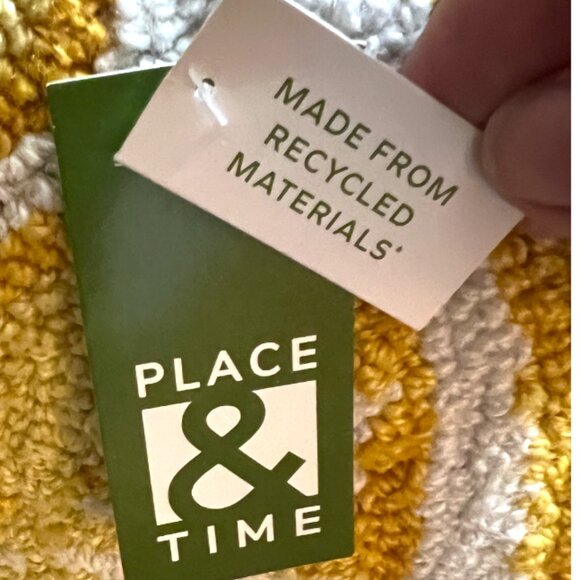 MADE FROM
RECYCLED
MATERIALS*
PLACE
&
TIME